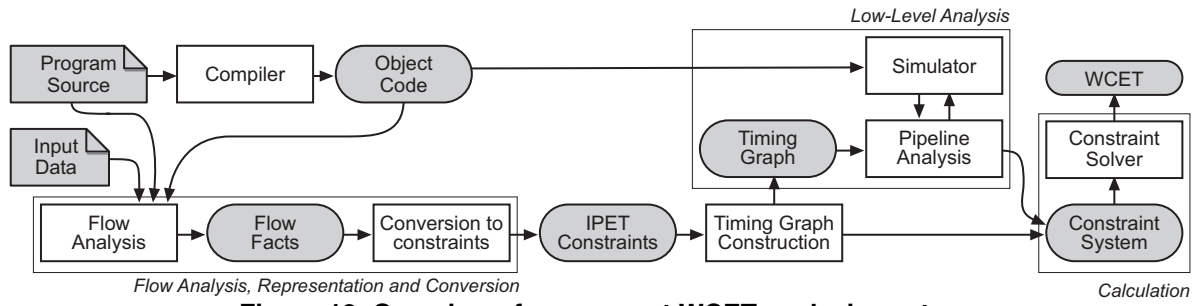 Low-Level Analysis
Program
Source
Compiler
Object
Code
Simulator
WCET
Input
Data
Timing
Graph
Pipeline
Analysis
Constraint
Solver
Flow
Analysis
Flow
Facts
Conversion to
constraints
IPET
Constraints
Timing Graph
Construction
Constraint
System
Flow Analysis, Representation and Conversion
Calculation